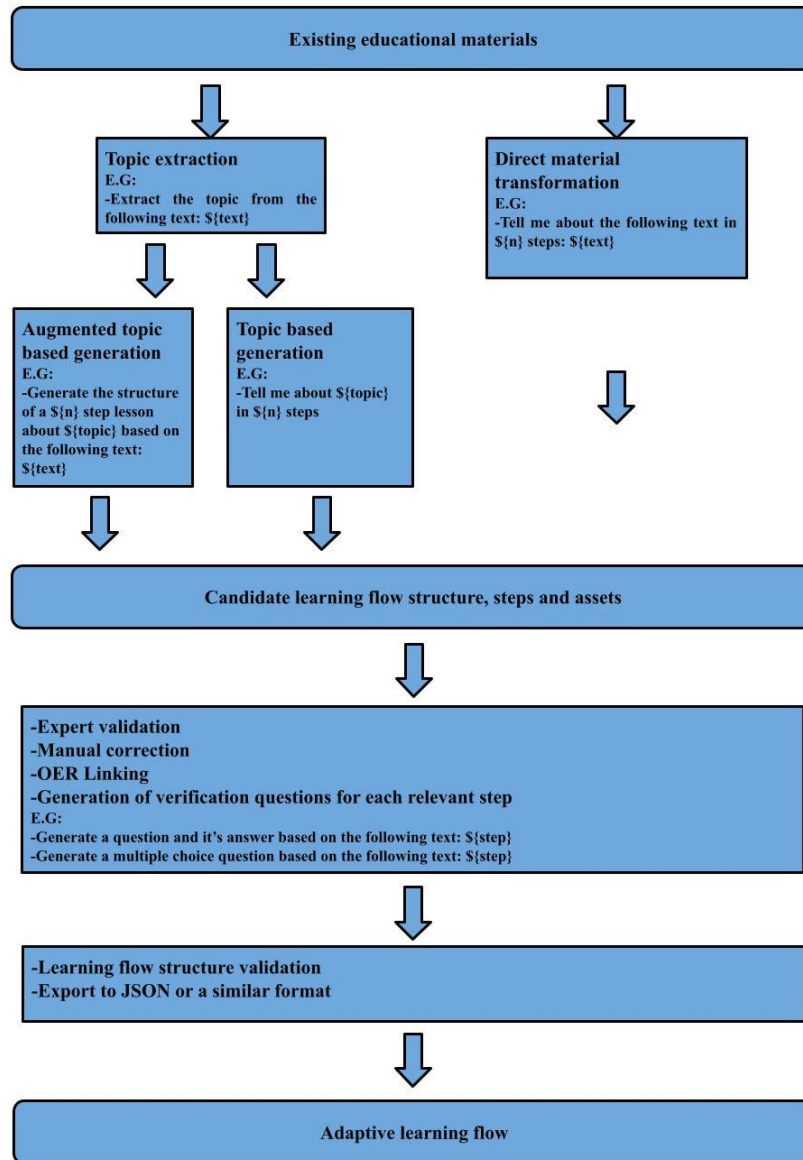 Existing educational materials
Topic extraction
E.G:
-Extract the topic from the
following text: ${text}
Direct material
transformation
E.G:
-Tell me about the following text in
${n} steps: ${text}
Augmented topic
based generation
E.G:
-Generate the structure
of a ${n} step lesson
about ${topic} based on
the following text:
${text}
Topic based
generation
E.G:
-Tell me about ${topic}
in ${n} steps
Candidate learning flow structure, steps and assets
-Expert validation
-Manual correction
-OER Linking
-Generation of verification questions for each relevant step
E.G:
-Generate a question and it’s answer based on the following text: ${step}
-Generate a multiple choice question based on the following text: ${step}
-Learning flow structure validation
-Export to JSON or a similar format
Adaptive learning flow